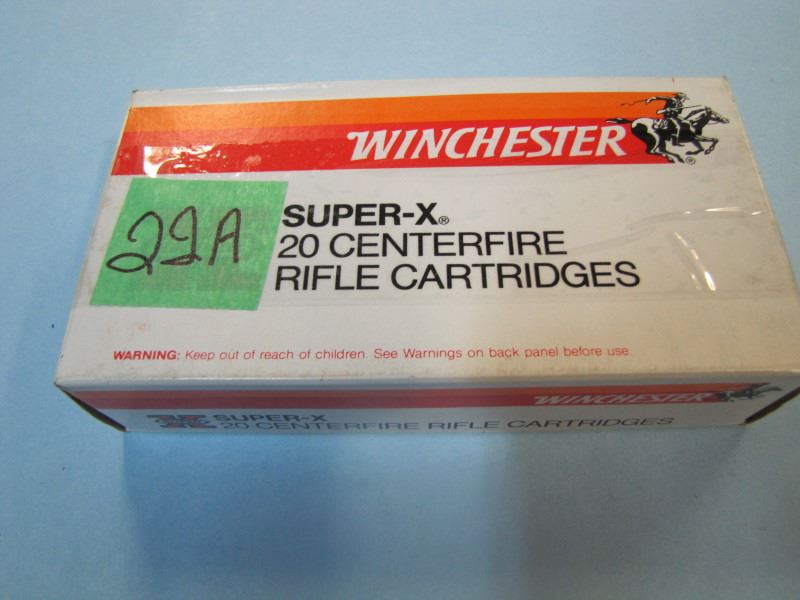 WINCHESTER
®
22A
SUPER-X®
20 CENTERFIRE
RIFLE CARTRIDGES
WARNING: Keep out of reach of children. See Warnings on back panel before use.
WINCHESTER
X SUPER-X
20 CENTERFIRE RIFLE CARTRIDGES